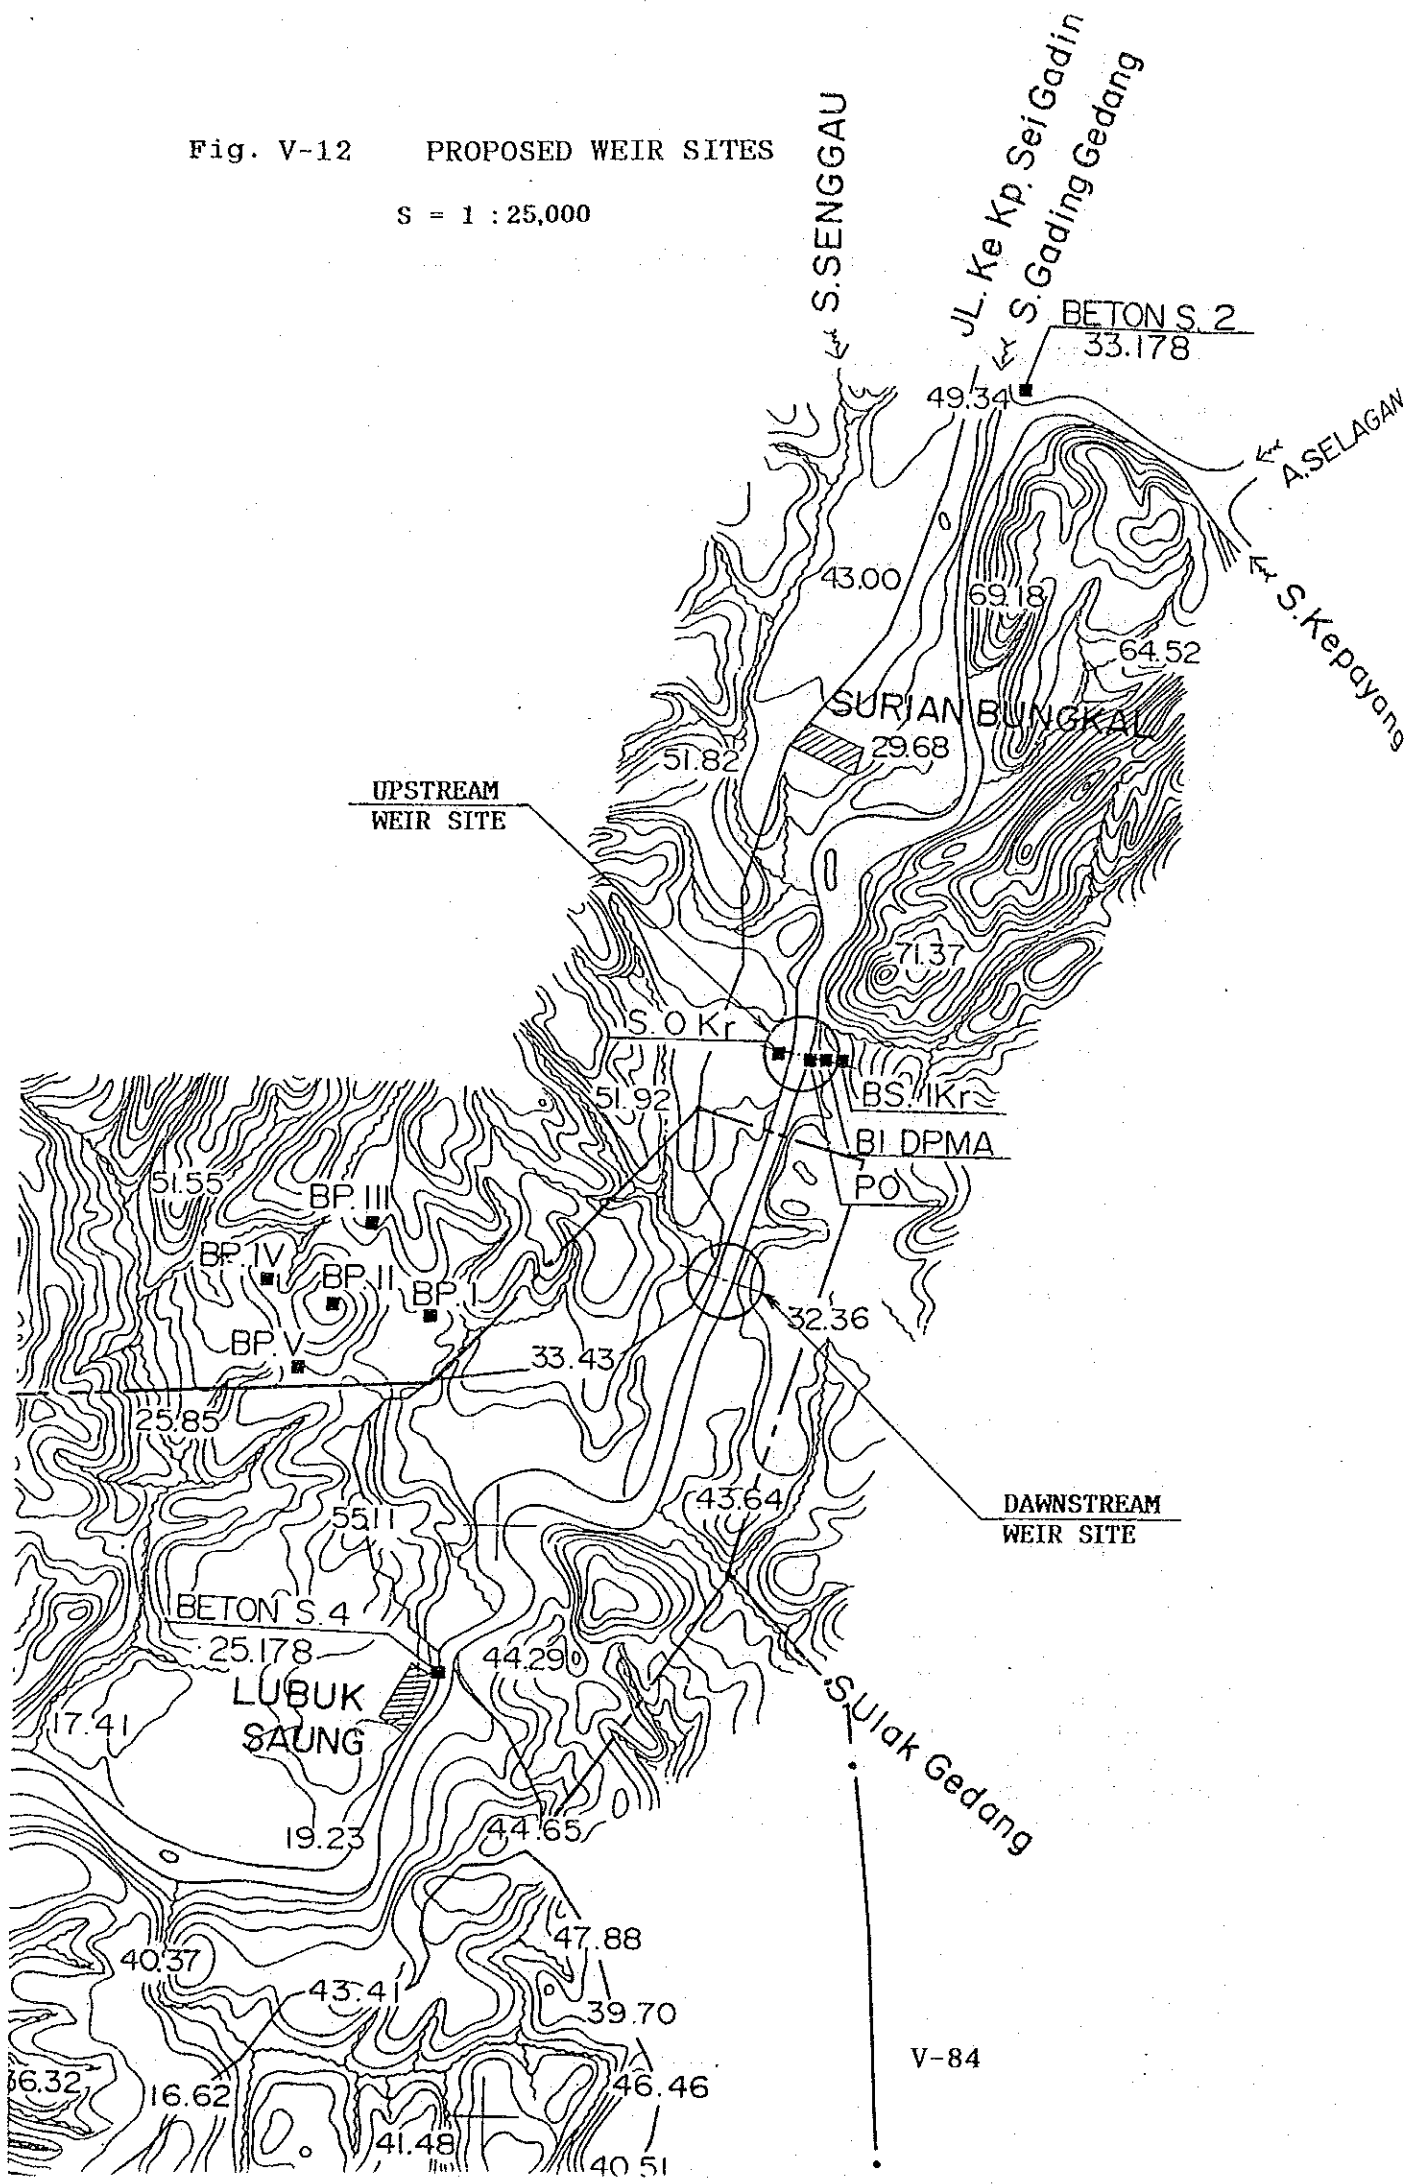 Fig. V-12 PROPOSED WEIR SITES
S = 1 : 25,000
S.SENGGAU
JL. Ke Kp. Sei Gadin
S.Gading Gedang
BETON S. 2
33.178
49.34
A.SELAGAN
43.00
69.18
S.Kepayang
64.52
SURIAN BUNGKAL
29.68
51.82
UPSTREAM
WEIR SITE
71.37
S. O Kr
51.92
BS. 1Kr
B1 DPMA
PO
51.55
BP. III
BP. IV
BP. II
BP. I
BP. V
32.36
33.43
25.85
43.64
55.11
DAWNSTREAM
WEIR SITE
BETON S. 4
25.178
44.29
LUBUK
SAUNG
17.41
S.Ulak Gedang
19.23
44.65
47.88
40.37
43.41
39.70
V-84
36.32
16.62
46.46
41.48
40.51